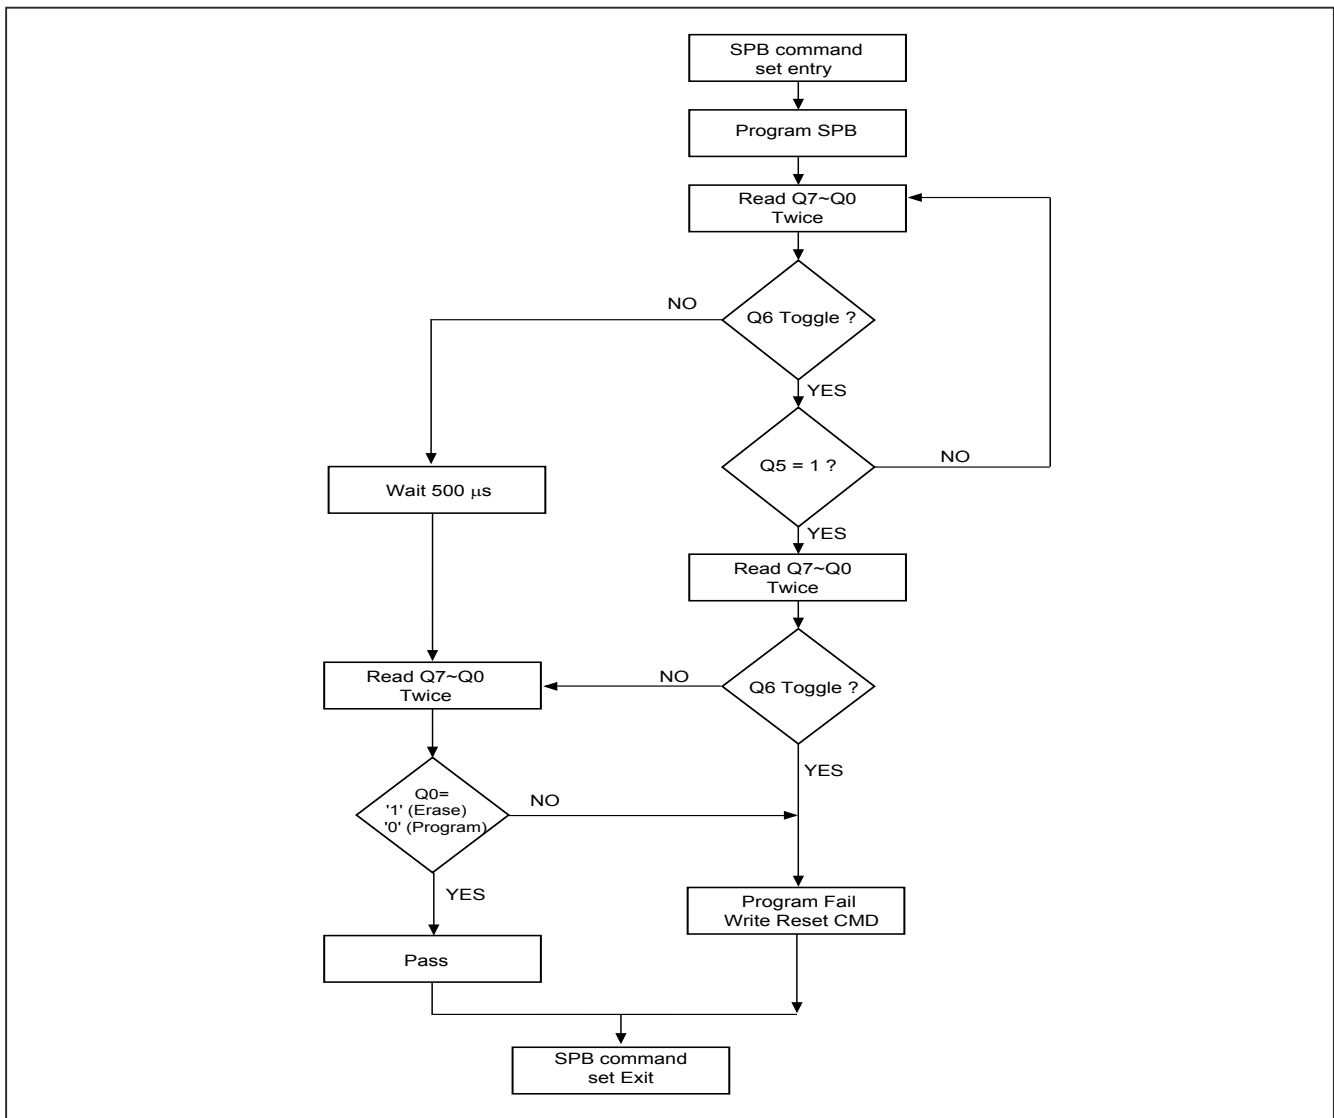 SPB command
set entry
Program SPB
Read Q7~Q0
Twice
NO
Q6 Toggle ?
YES
Q5 = 1 ?
NO
Wait 500 μs
YES
Read Q7~Q0
Twice
Read Q7~Q0
Twice
NO
Q6 Toggle ?
YES
Q0=
'1' (Erase)
'0' (Program)
NO
YES
Program Fail
Write Reset CMD
Pass
SPB command
set Exit